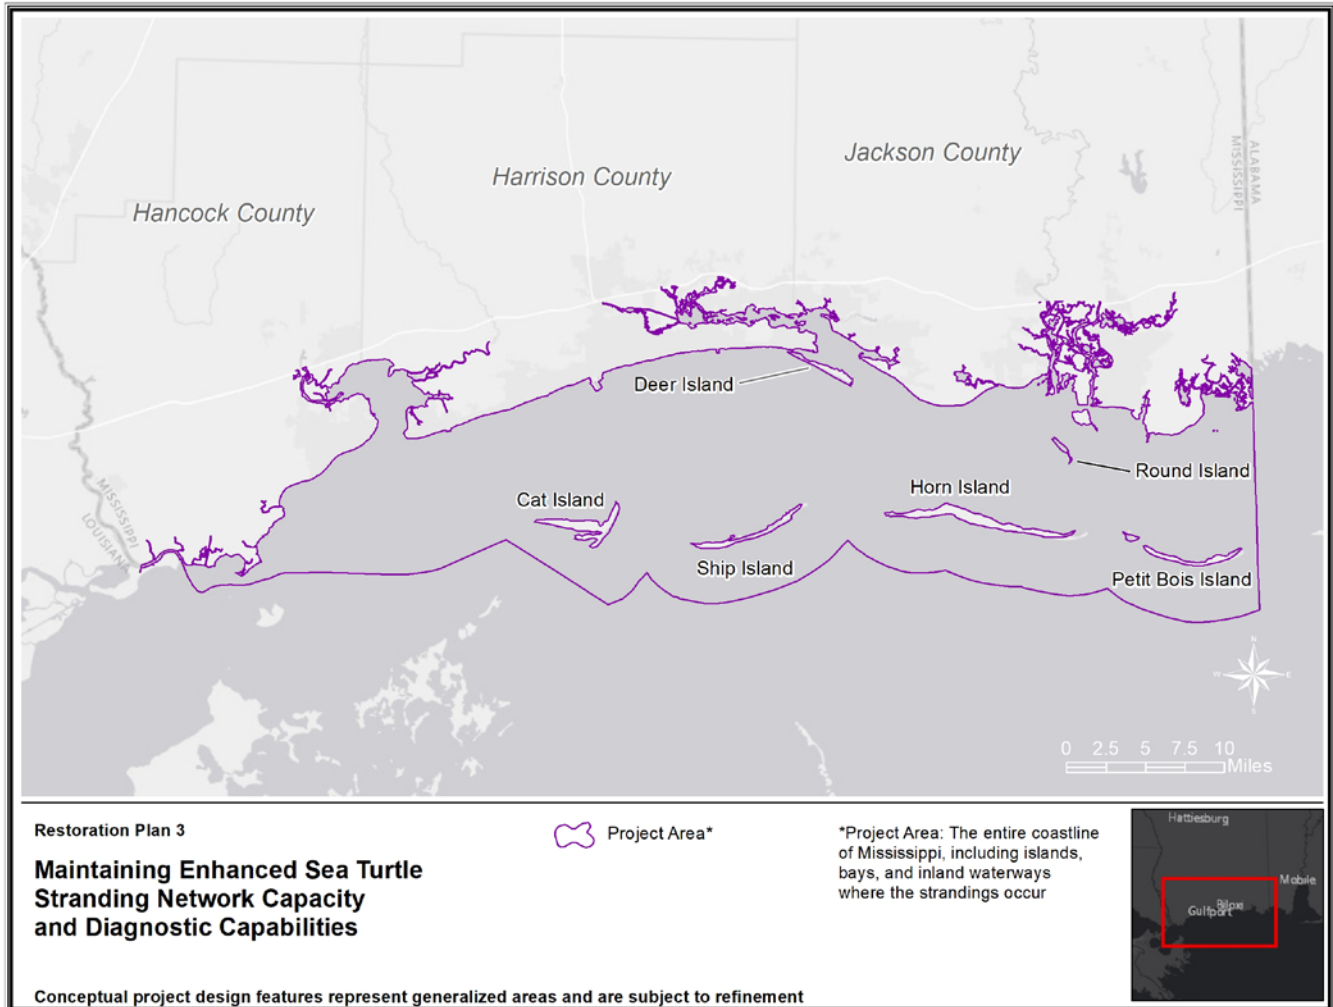 Jackson County
Harrison County
Hancock County
ALABAMA
MISSISSIPPI
Deer Island
Round Island
Horn Island
Cat Island
Ship Island
Petit Bois Island
MISSISSIPPI
LOUISIANA
N
W
E
S
0 2.5 5 7.5 10
Miles
Restoration Plan 3
Maintaining Enhanced Sea Turtle
Stranding Network Capacity
and Diagnostic Capabilities
Conceptual project design features represent generalized areas and are subject to refinement
Project Area*
*Project Area: The entire coastline
of Mississippi, including islands,
bays, and inland waterways
where the strandings occur
Hattiesburg
Mobile
Biloxi
Gulfport